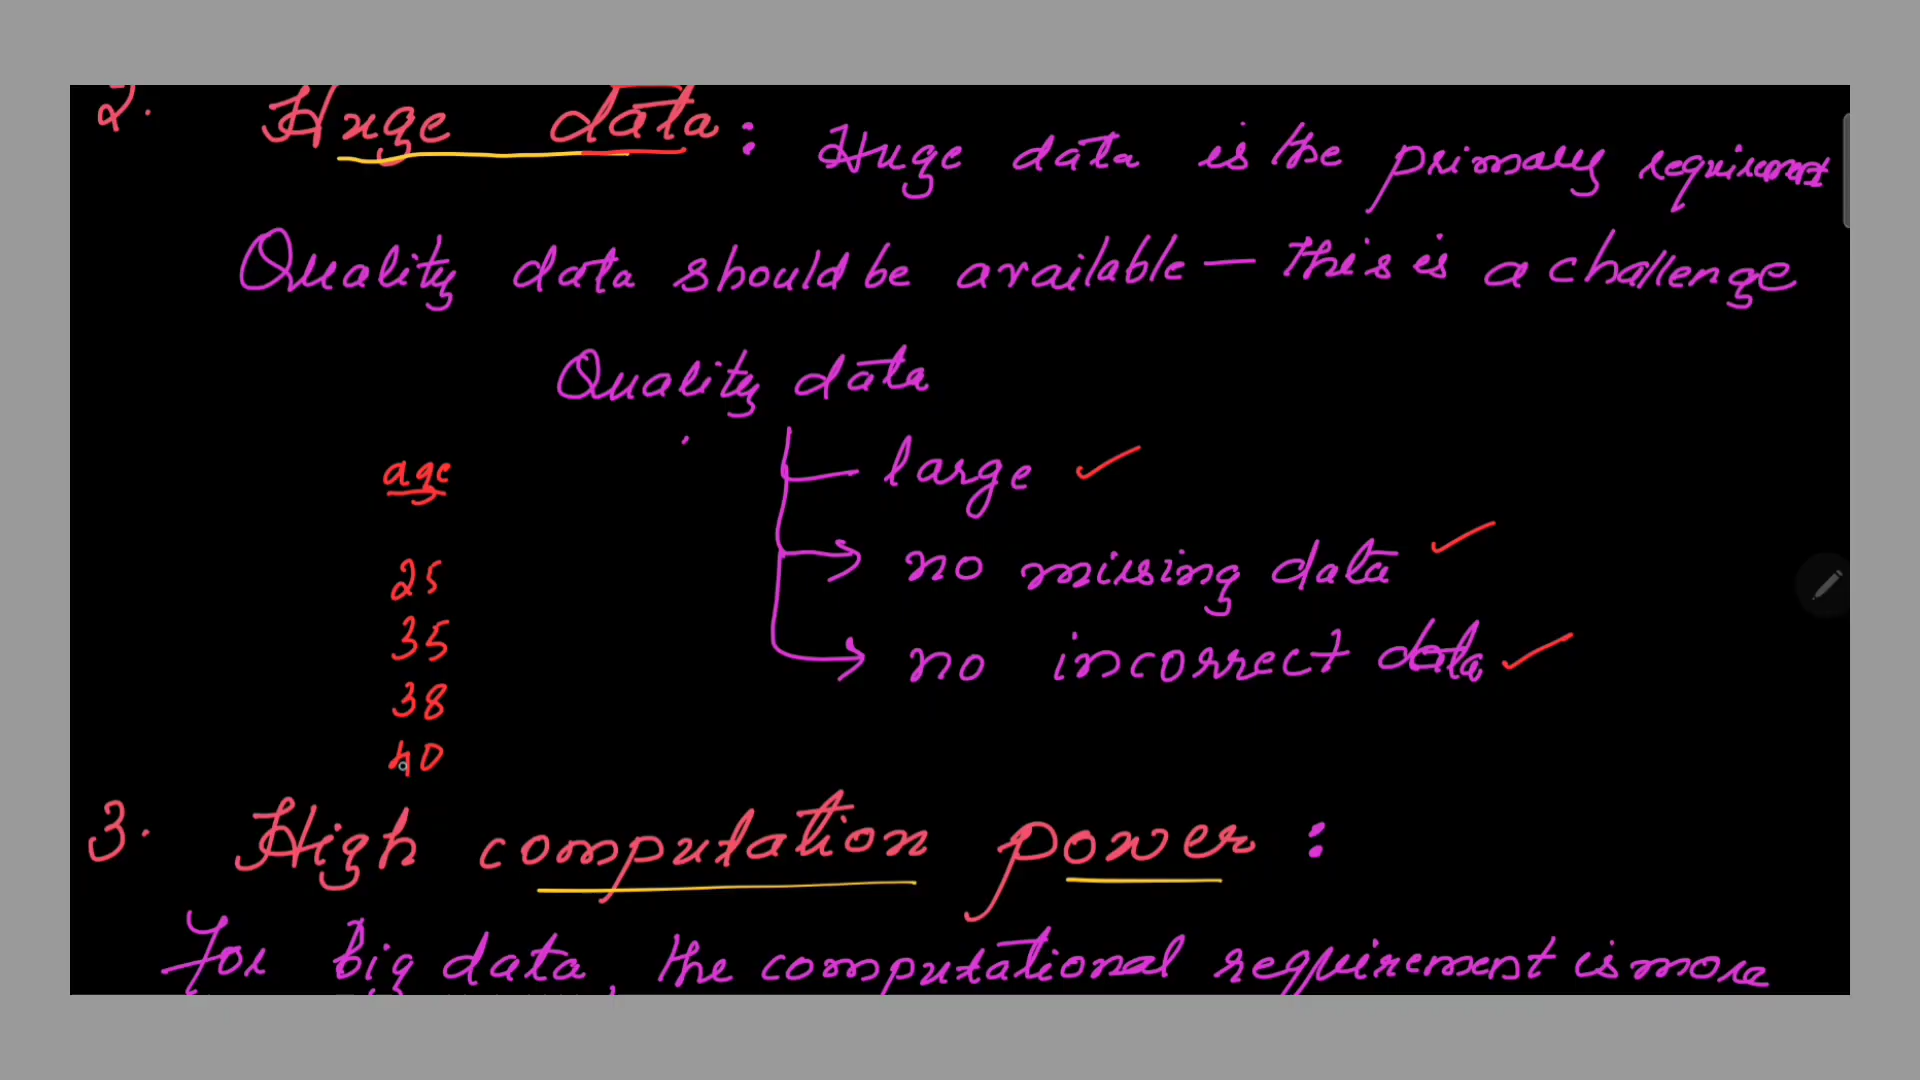 2. Huge data : Huge data is the primary requirement
Quality data should be available — this is a challenge
Quality data
age
large ✓
no missing data ✓
25
35
no incorrect data ✓
38
40
3. High computation power :
For big data, the computational requirement is more